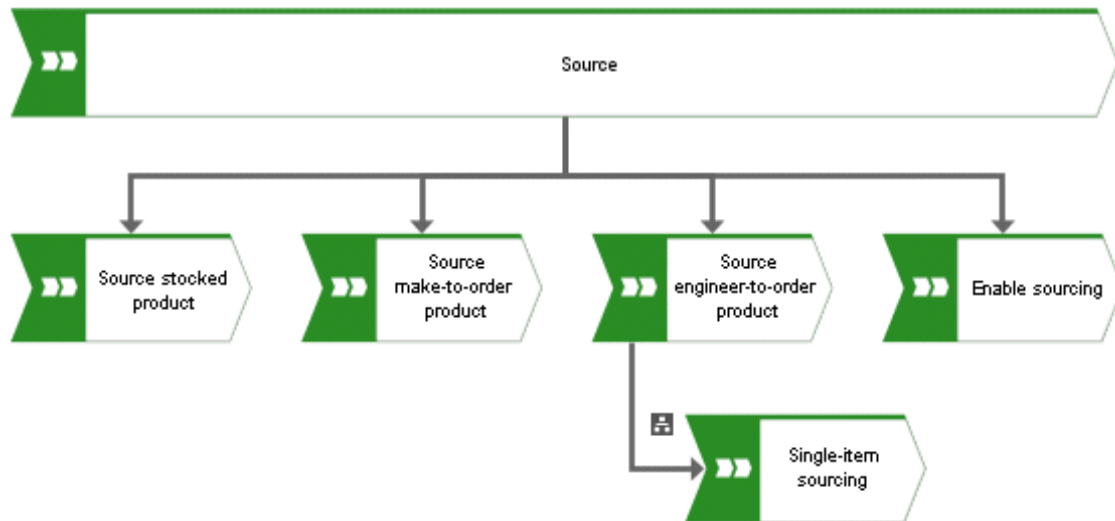 Source
Source stocked
product
Source
make-to-order
product
Source
engineer-to-order
product
Enable sourcing
Single-item
sourcing